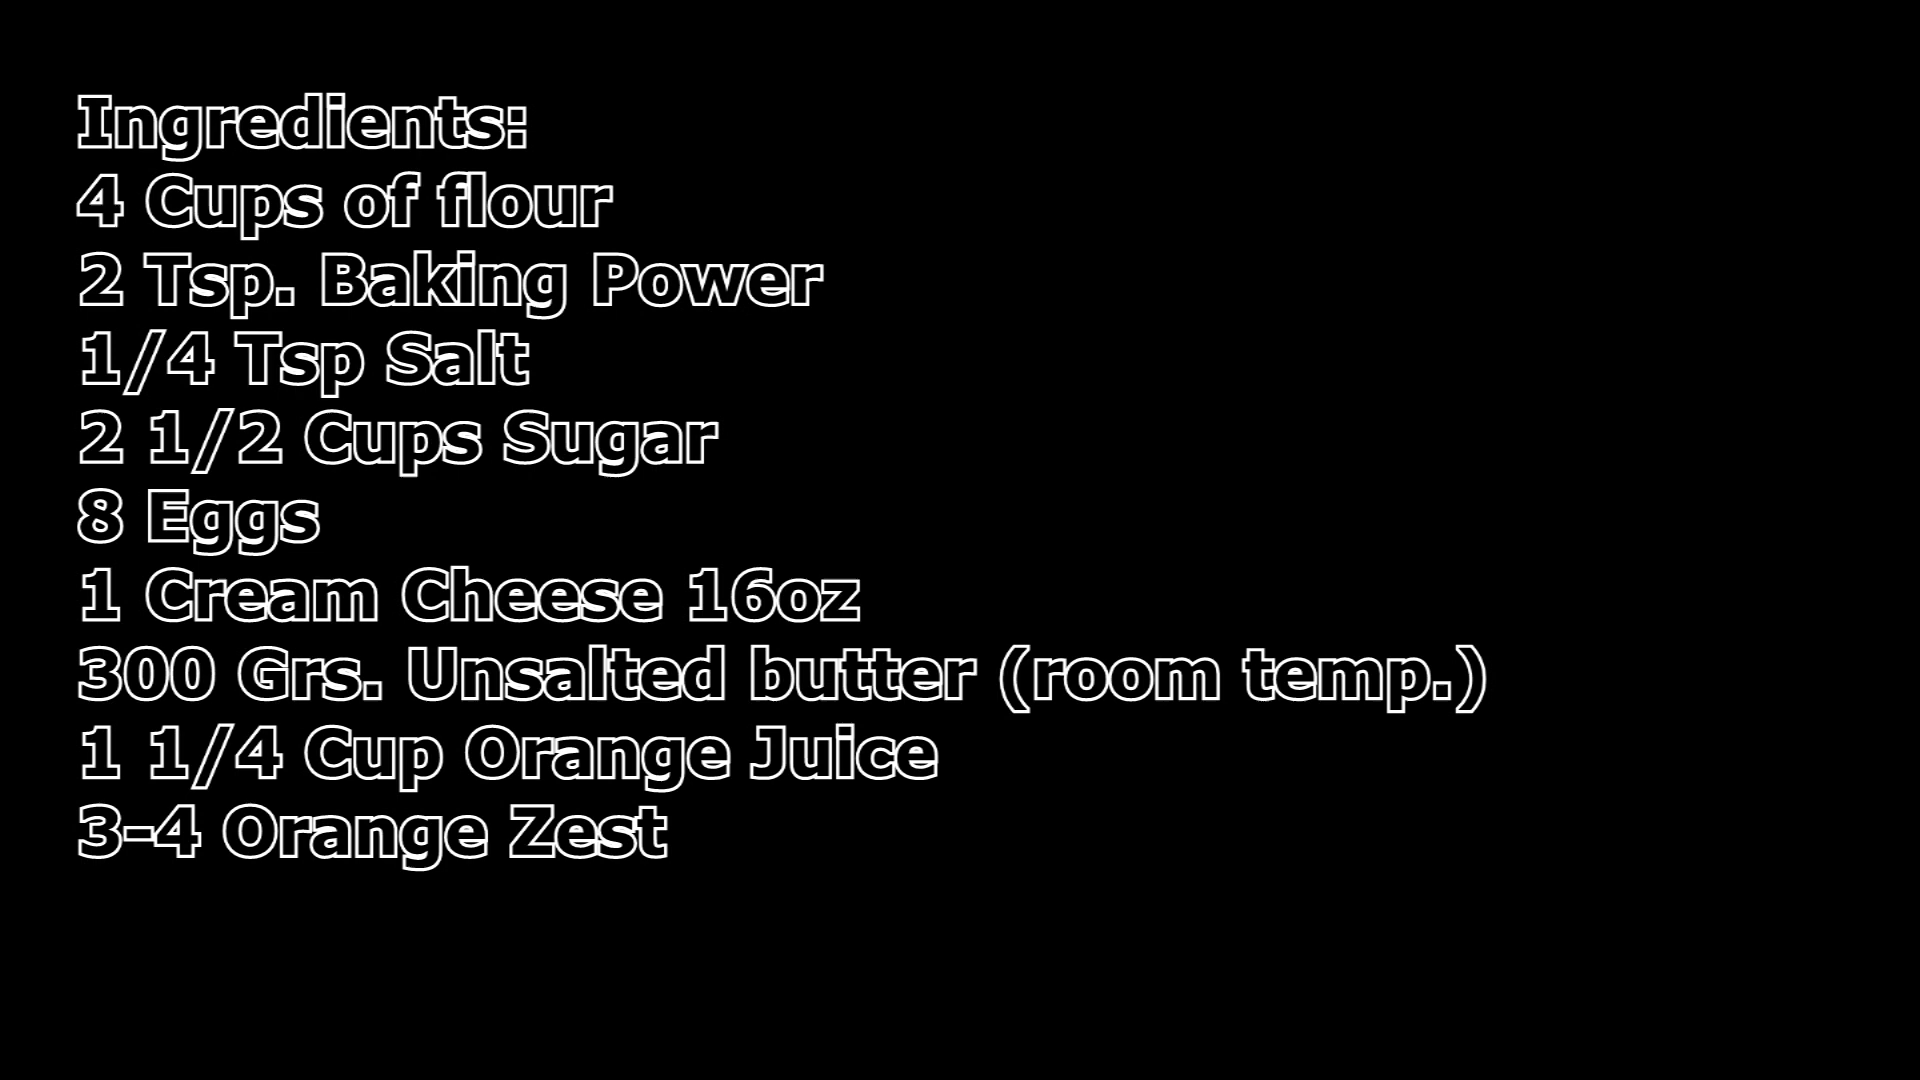 Ingredients:
4 Cups of flour
2 Tsp. Baking Power
1/4 Tsp Salt
2 1/2 Cups Sugar
8 Eggs
1 Cream Cheese 16oz
300 Grs. Unsalted butter (room temp.)
1 1/4 Cup Orange Juice
3-4 Orange Zest